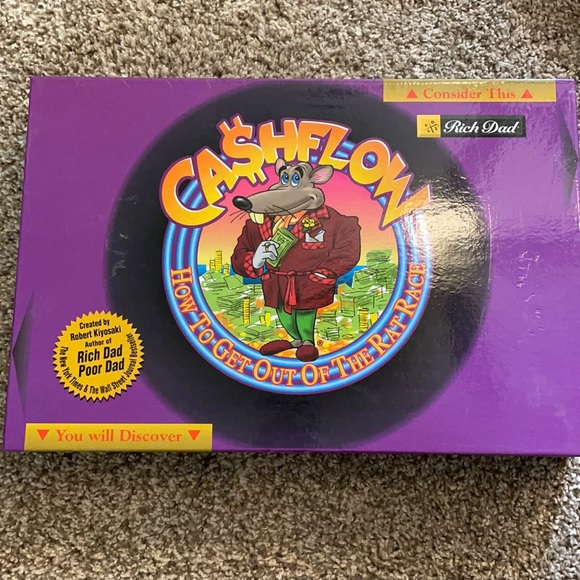 ▲ Consider This ▲
Rich Dad
CA$HFLOW
®
HOW TO GET OUT OF THE RAT RACE
Created by
Robert Kiyosaki
Author of
Rich Dad
Poor Dad
The New York Times & The Wall Street Journal Bestseller
▼ You will Discover ▼